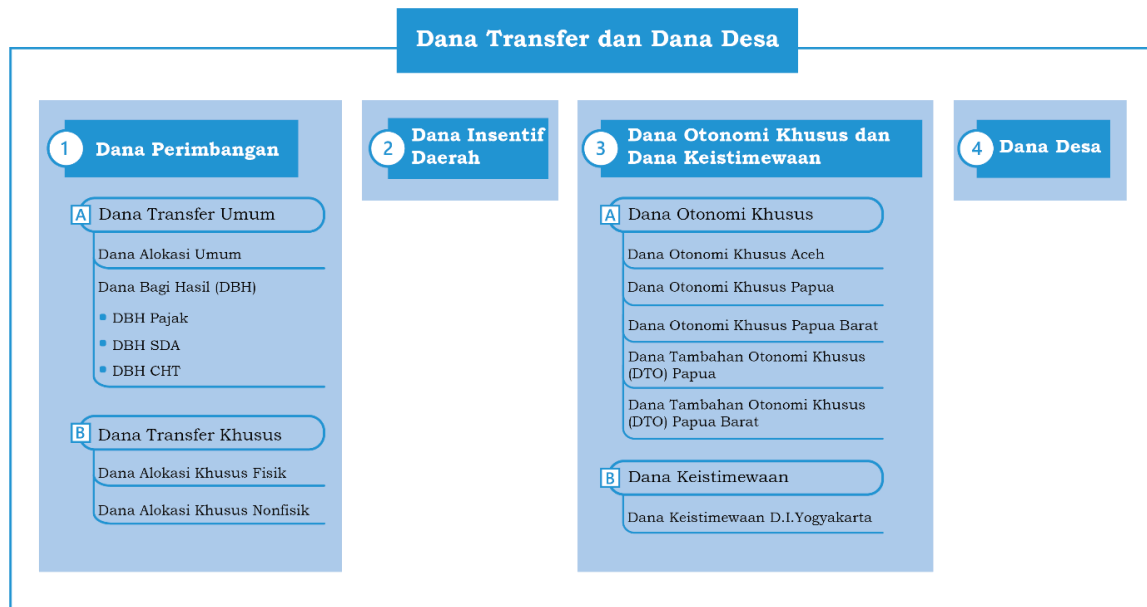 Dana Transfer dan Dana Desa
1 Dana Perimbangan
A Dana Transfer Umum
Dana Alokasi Umum
Dana Bagi Hasil (DBH)
DBH Pajak
DBH SDA
DBH CHT
B Dana Transfer Khusus
Dana Alokasi Khusus Fisik
Dana Alokasi Khusus Nonfisik
2 Dana Insentif
Daerah
3 Dana Otonomi Khusus dan
Dana Keistimewaan
A Dana Otonomi Khusus
Dana Otonomi Khusus Aceh
Dana Otonomi Khusus Papua
Dana Otonomi Khusus Papua Barat
Dana Tambahan Otonomi Khusus
(DTO) Papua
Dana Tambahan Otonomi Khusus
(DTO) Papua Barat
B Dana Keistimewaan
Dana Keistimewaan D.I.Yogyakarta
4 Dana Desa